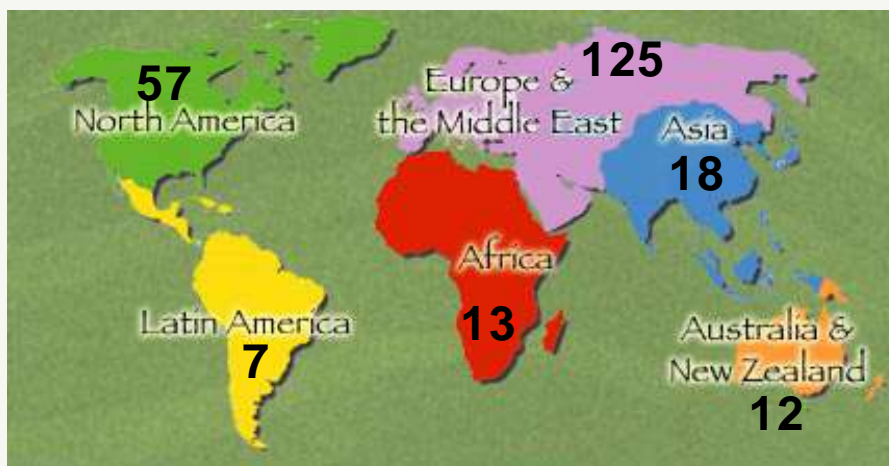 57
North America
125
Europe &
the Middle East
Asia
18
Africa
13
Latin America
7
Australia &
New Zealand
12